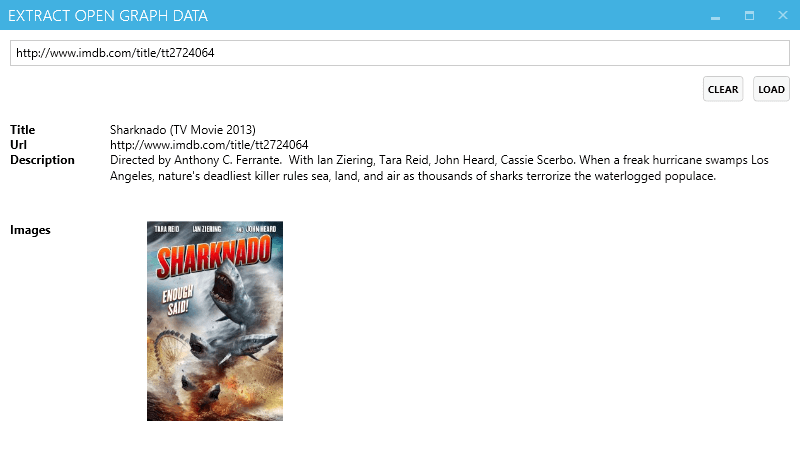 EXTRACT OPEN GRAPH DATA
http://www.imdb.com/title/tt2724064
CLEAR LOAD
Title Sharknado (TV Movie 2013)
Url http://www.imdb.com/title/tt2724064
Description Directed by Anthony C. Ferrante.  With Ian Ziering, Tara Reid, John Heard, Cassie Scerbo. When a freak hurricane swamps Los
Angeles, nature's deadliest killer rules sea, land, and air as thousands of sharks terrorize the waterlogged populace.
Images
TARA REID IAN ZIERING AND JOHN HEARD
SHARKNADO
ENOUGH
SAID!